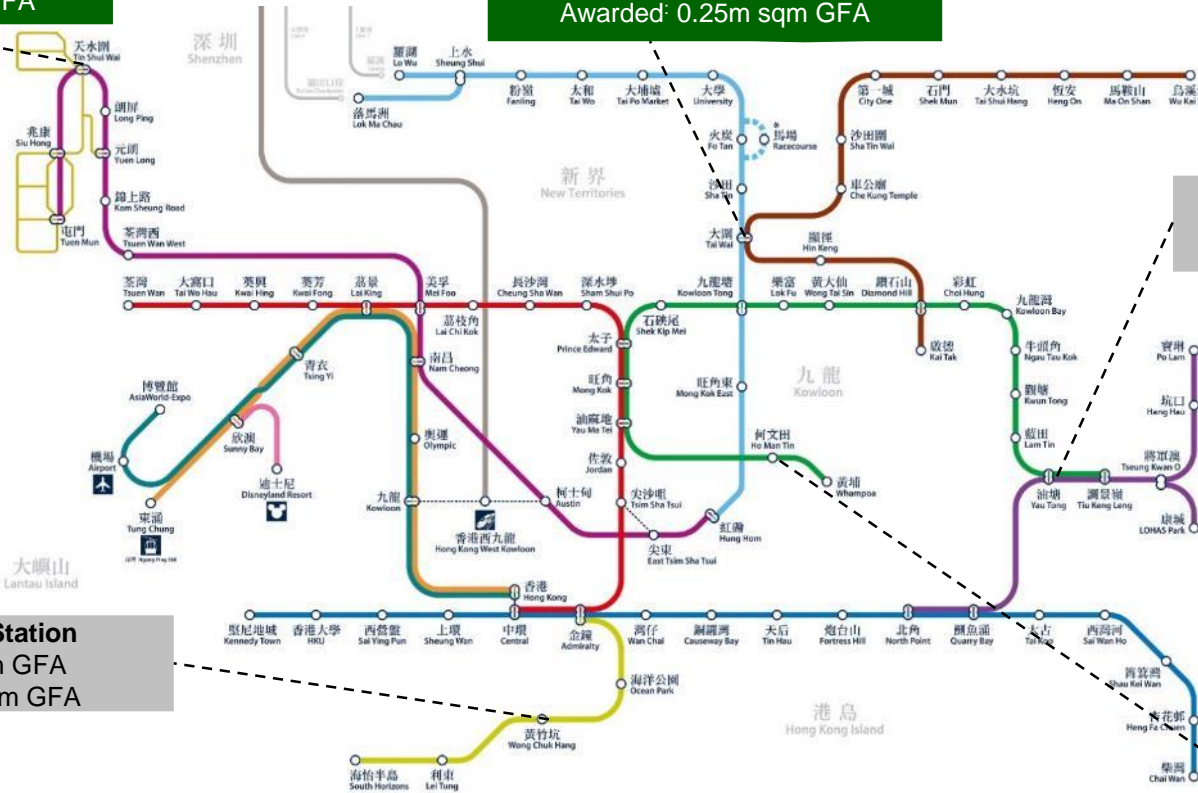 FA
Awarded: 0.25m sqm GFA
深圳
Shenzhen
天水圍
Tin Shui Wai
朗屏
Long Ping
兆康
Siu Hong
元朗
Yuen Long
錦上路
Kam Sheung Road
屯門
Tuen Mun
荃灣西
Tsuen Wan West
羅湖
Lo Wu
上水
Sheung Shui
粉嶺
Fanling
太和
Tai Wo
大埔墟
Tai Po Market
大學
University
落馬洲
Lok Ma Chau
火炭
Fo Tan
馬場
Racecourse
沙田
Sha Tin
大圍
Tai Wai
新界
New Territories
第一城
City One
石門
Shek Mun
大水坑
Tai Shui Hang
恆安
Heng On
馬鞍山
Ma On Shan
烏溪
Wu Kai
沙田圍
Sha Tin Wai
車公廟
Che Kung Temple
顯徑
Hin Keng
荃灣
Tsuen Wan
大窩口
Tai Wo Hau
葵興
Kwai Hing
葵芳
Kwai Fong
荔景
Lai King
美孚
Mei Foo
荔枝角
Lai Chi Kok
長沙灣
Cheung Sha Wan
深水埗
Sham Shui Po
九龍塘
Kowloon Tong
樂富
Lok Fu
黃大仙
Wong Tai Sin
鑽石山
Diamond Hill
彩虹
Choi Hung
九龍灣
Kowloon Bay
石硤尾
Shek Kip Mei
太子
Prince Edward
啟德
Kai Tak
牛頭角
Ngau Tau Kok
寶琳
Po Lam
青衣
Tsing Yi
南昌
Nam Cheong
旺角
Mong Kok
旺角東
Mong Kok East
九龍
Kowloon
觀塘
Kwun Tong
坑口
Hang Hau
博覽館
AsiaWorld-Expo
欣澳
Sunny Bay
奧運
Olympic
油麻地
Yau Ma Tei
何文田
Ho Man Tin
藍田
Lam Tin
將軍澳
Tseung Kwan O
機場
Airport
迪士尼
Disneyland Resort
佐敦
Jordan
黃埔
Whampoa
油塘
Yau Tong
調景嶺
Tiu Keng Leng
東涌
Tung Chung
九龍
Kowloon
柯士甸
Austin
尖沙咀
Tsim Sha Tsui
紅磡
Hung Hom
康城
LOHAS Park
香港西九龍
Hong Kong West Kowloon
尖東
East Tsim Sha Tsui
大嶼山
Lantau Island
香港
Hong Kong
堅尼地城
Kennedy Town
香港大學
HKU
西營盤
Sai Ying Pun
上環
Sheung Wan
中環
Central
金鐘
Admiralty
灣仔
Wan Chai
銅鑼灣
Causeway Bay
天后
Tin Hau
炮台山
Fortress Hill
北角
North Point
鰂魚涌
Quarry Bay
太古
Tai Koo
西灣河
Sai Wan Ho
Station
GFA
m GFA
海洋公園
Ocean Park
筲箕灣
Shau Kei Wan
港島
Hong Kong Island
黃竹坑
Wong Chuk Hang
杏花邨
Heng Fa Chuen
海怡半島
South Horizons
利東
Lei Tung
柴灣
Chai Wan